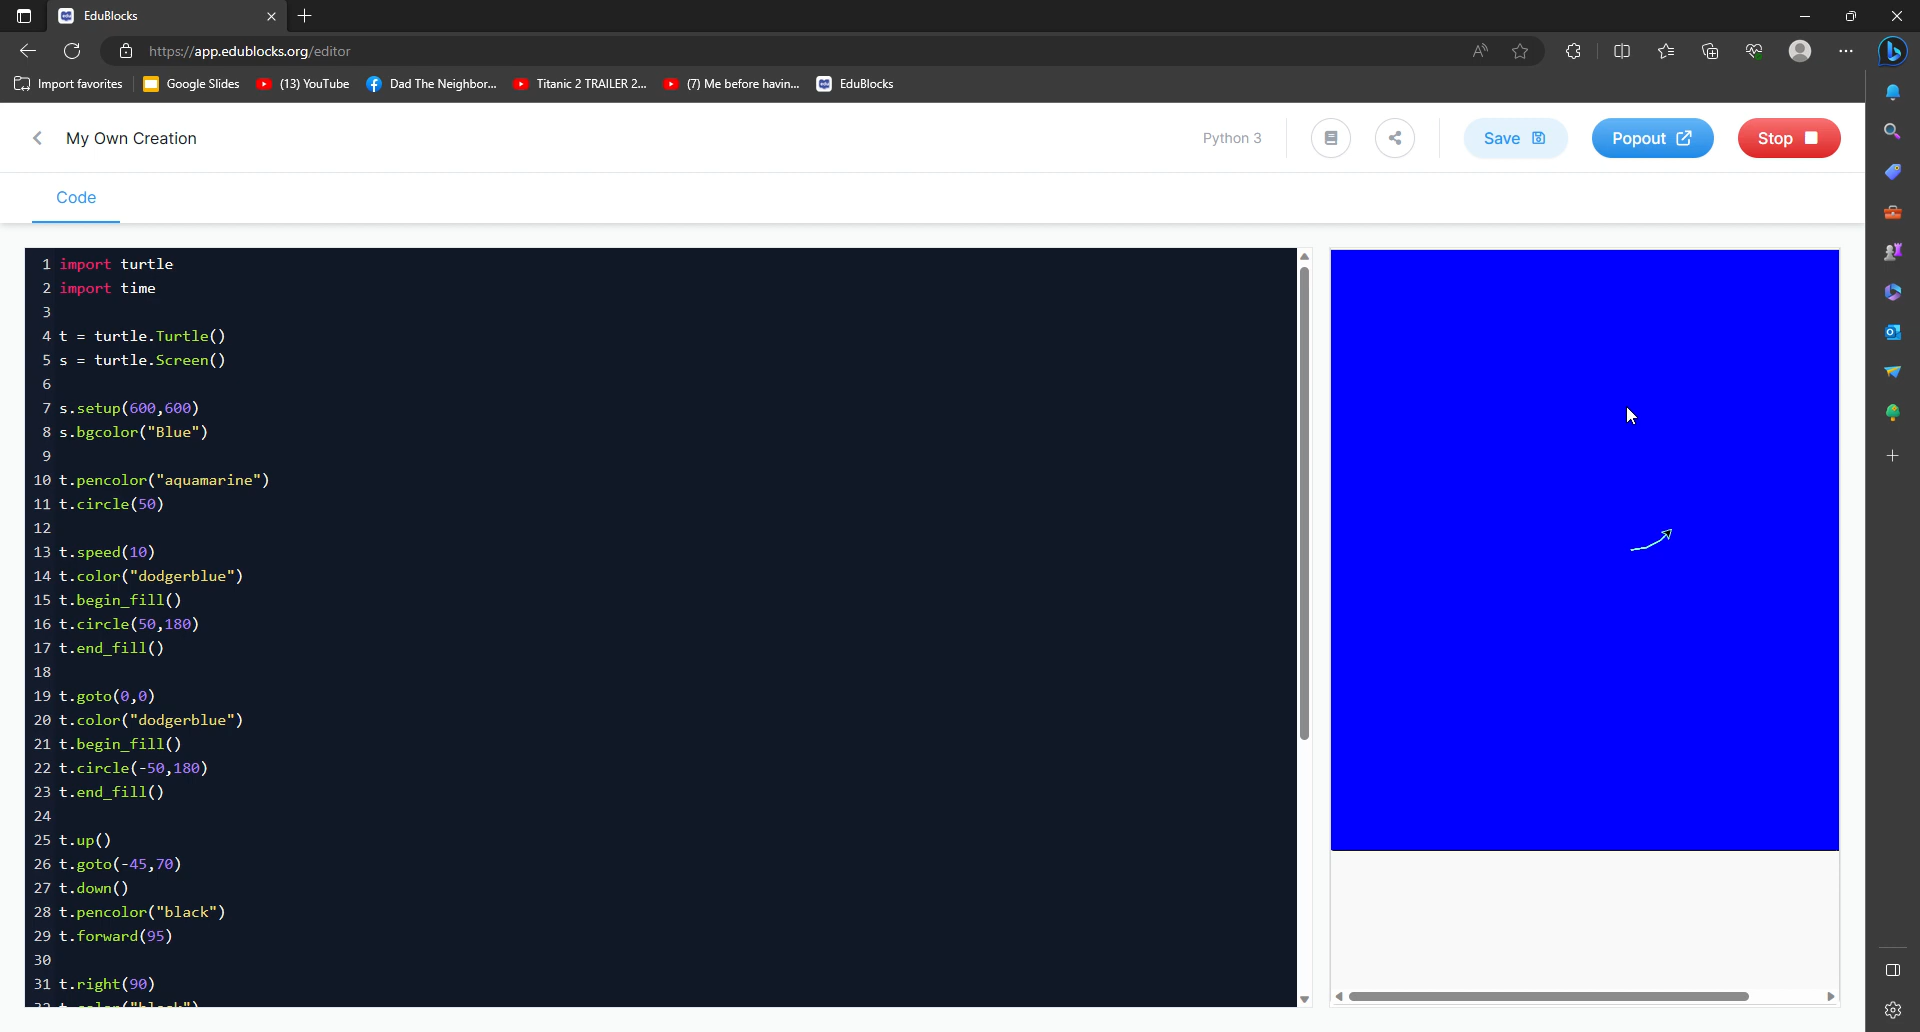 EduBlocks
https://app.edublocks.org/editor
Import favorites Google Slides (13) YouTube Dad The Neighbor... Titanic 2 TRAILER 2... (7) Me before havin... EduBlocks
My Own Creation Python 3 Save Popout Stop
Code
1 import turtle
2 import time
3
4 t = turtle.Turtle()
5 s = turtle.Screen()
6
7 s.setup(600,600)
8 s.bgcolor("Blue")
9
10 t.pencolor("aquamarine")
11 t.circle(50)
12
13 t.speed(10)
14 t.color("dodgerblue")
15 t.begin_fill()
16 t.circle(50,180)
17 t.end_fill()
18
19 t.goto(0,0)
20 t.color("dodgerblue")
21 t.begin_fill()
22 t.circle(-50,180)
23 t.end_fill()
24
25 t.up()
26 t.goto(-45,70)
27 t.down()
28 t.pencolor("black")
29 t.forward(95)
30
31 t.right(90)